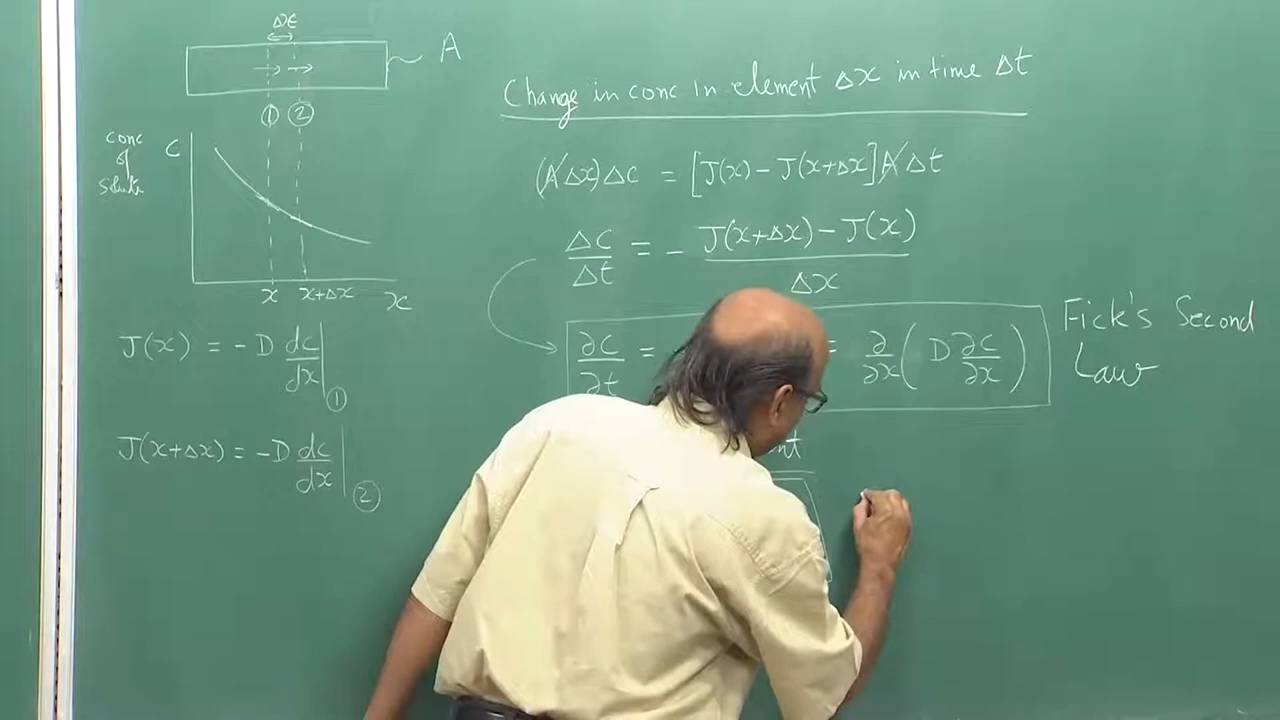 Δx
A
① ②
conc of solute
C
x
x+Δx
x
J(x) = -D dc/dx |①
J(x+Δx) = -D dc/dx |②
Change in conc in element Δx in time Δt
(AΔx)Δc = [J(x) - J(x+Δx)]AΔt
Δc/Δt = - J(x+Δx) - J(x) / Δx
∂c/∂t = = ∂/∂x (D ∂c/∂x)
Fick's Second
Law